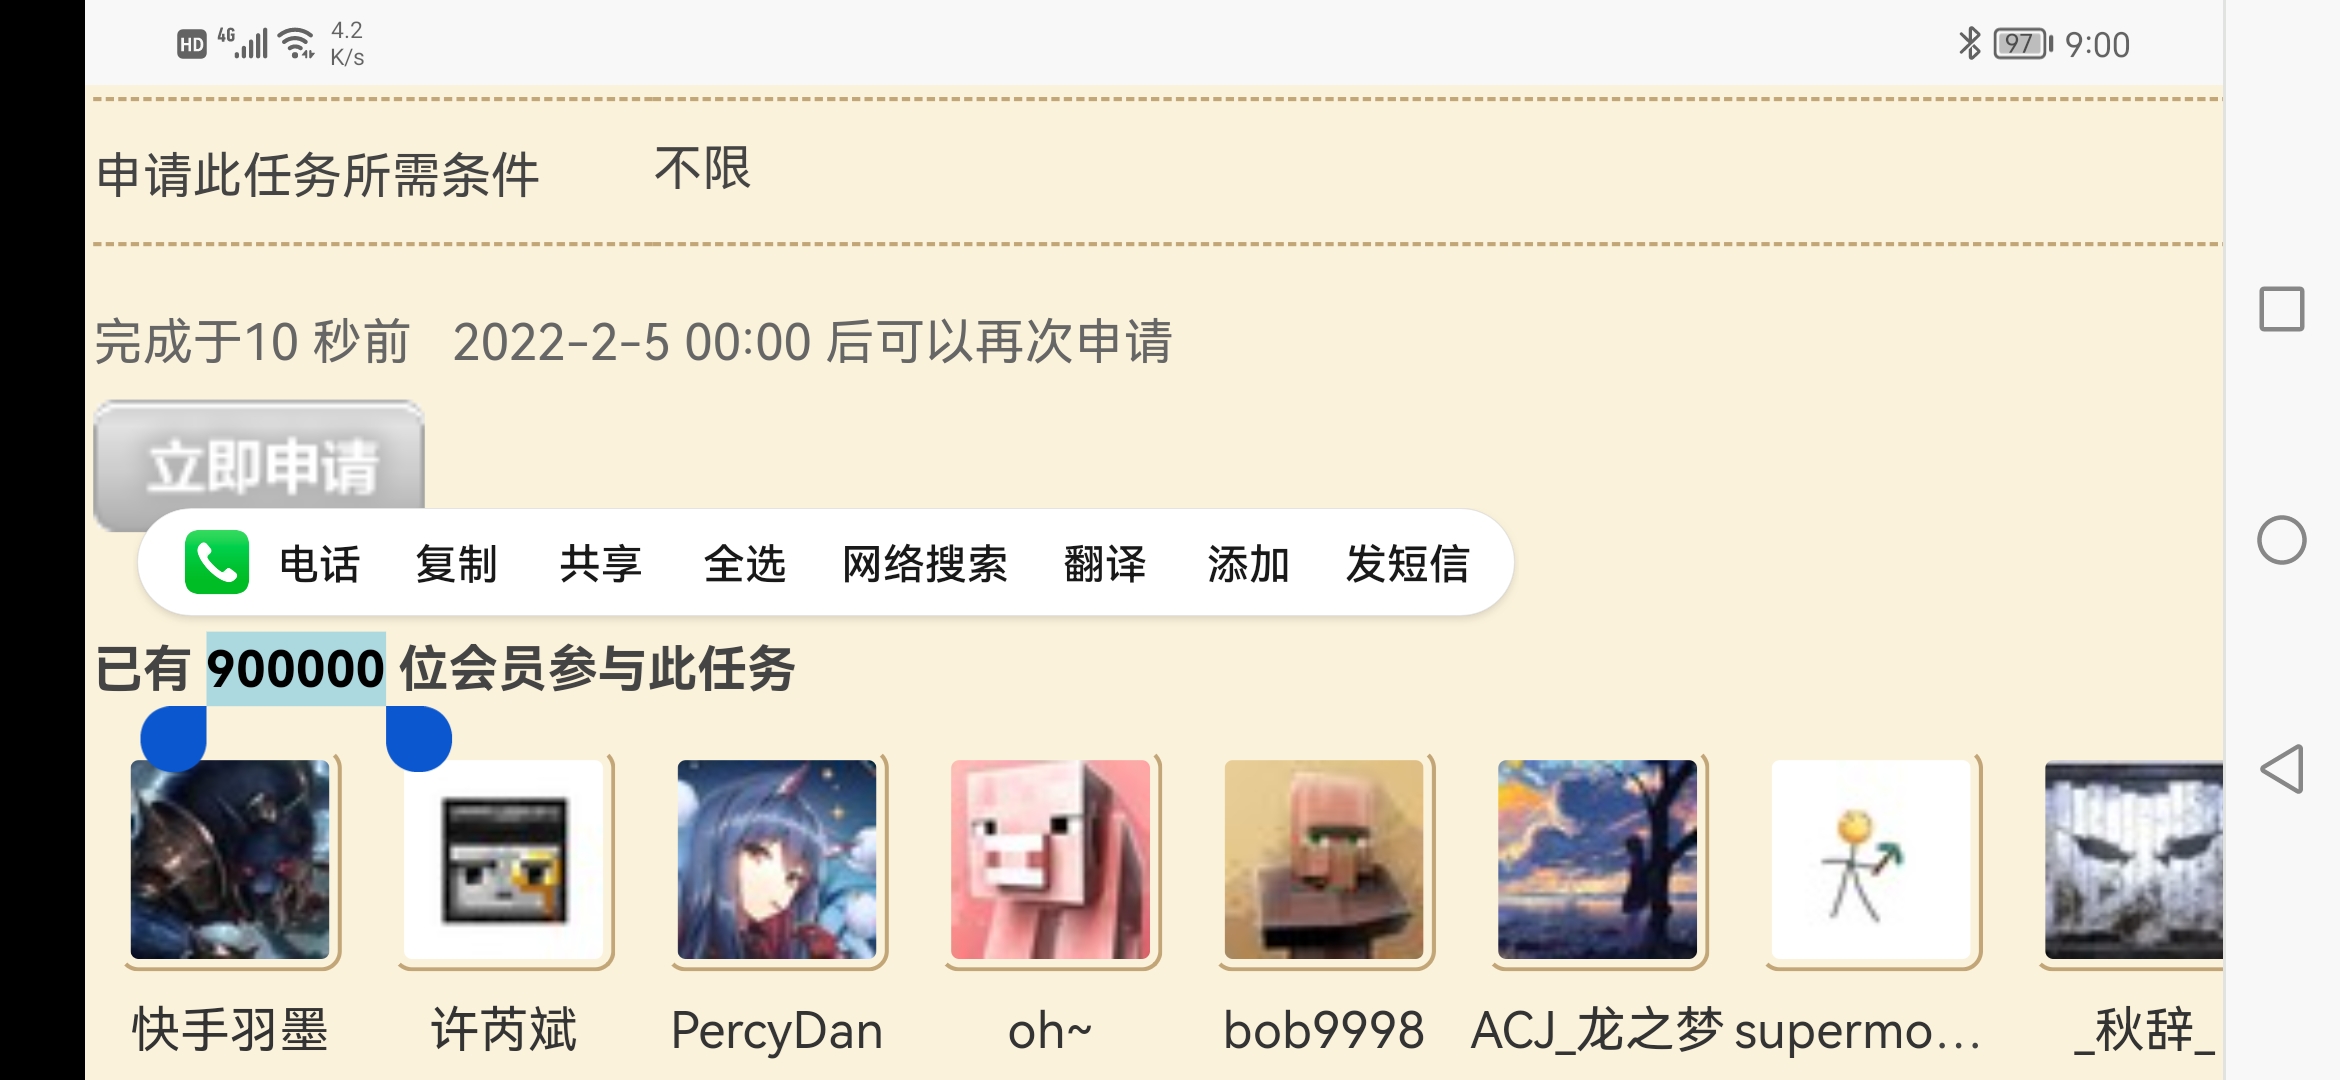 HD 4G 4.2 K/s 97 9:00
申请此任务所需条件 不限
完成于10 秒前 2022-2-5 00:00 后可以再次申请
立即申请
电话 复制 共享 全选 网络搜索 翻译 添加 发短信
已有 900000 位会员参与此任务
快手羽墨 许芮斌 PercyDan oh~ bob9998 ACJ_龙之梦 supermo... _秋辞_